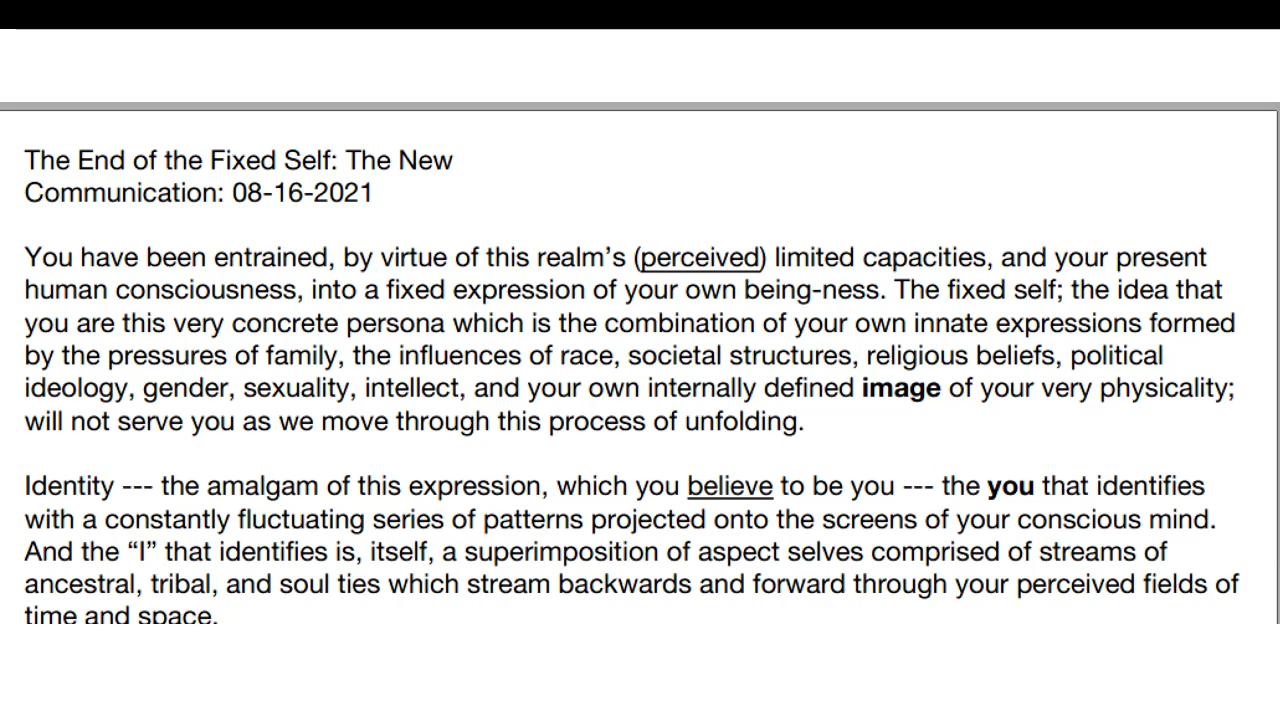 The End of the Fixed Self: The New
Communication: 08-16-2021
You have been entrained, by virtue of this realm’s (perceived) limited capacities, and your present
human consciousness, into a fixed expression of your own being-ness. The fixed self; the idea that
you are this very concrete persona which is the combination of your own innate expressions formed
by the pressures of family, the influences of race, societal structures, religious beliefs, political
ideology, gender, sexuality, intellect, and your own internally defined image of your very physicality;
will not serve you as we move through this process of unfolding.
Identity --- the amalgam of this expression, which you believe to be you --- the you that identifies
with a constantly fluctuating series of patterns projected onto the screens of your conscious mind.
And the “I” that identifies is, itself, a superimposition of aspect selves comprised of streams of
ancestral, tribal, and soul ties which stream backwards and forward through your perceived fields of
time and space.